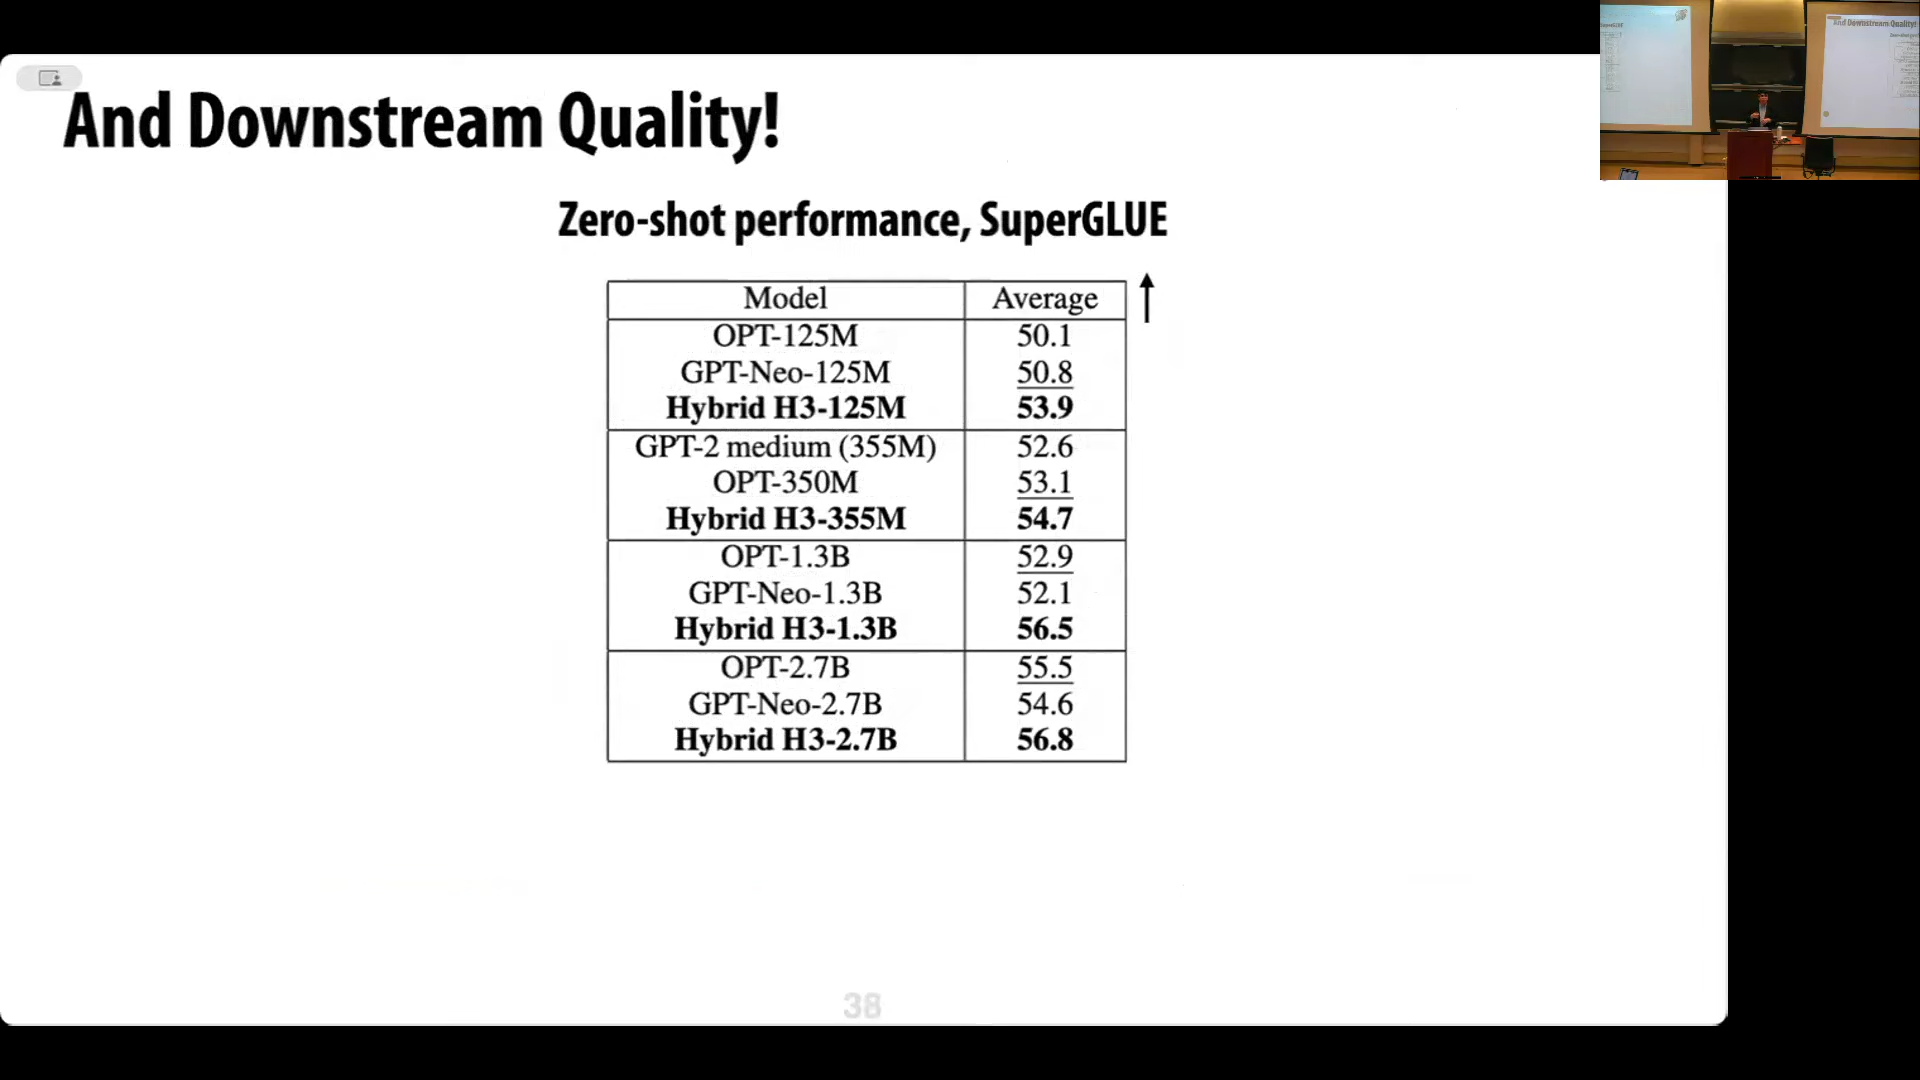 And Downstream Quality!
Zero-shot performance, SuperGLUE
Model Average ↑
OPT-125M 50.1
GPT-Neo-125M 50.8
Hybrid H3-125M 53.9
GPT-2 medium (355M) 52.6
OPT-350M 53.1
Hybrid H3-355M 54.7
OPT-1.3B 52.9
GPT-Neo-1.3B 52.1
Hybrid H3-1.3B 56.5
OPT-2.7B 55.5
GPT-Neo-2.7B 54.6
Hybrid H3-2.7B 56.8
38
And Downstream Quality!